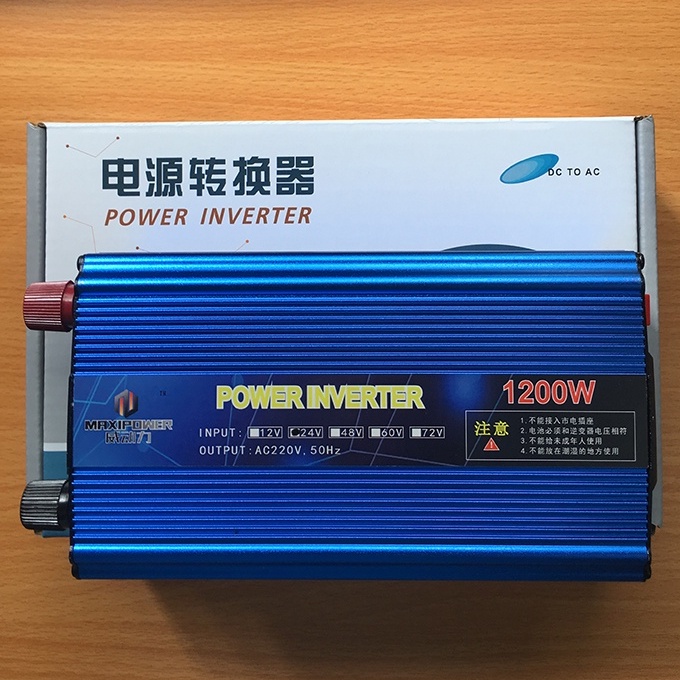 电源转换器
POWER INVERTER
DC TO AC
MAXIPOWER
POWER INVERTER
INPUT: 12V 24V 48V 60V 72V
OUTPUT:AC220V,50Hz
1200W
注意
1.不能接入市电插座
2.电池必须和逆变器电压相符
3.不能给未成年人使用
4.不能放在潮湿的地方使用